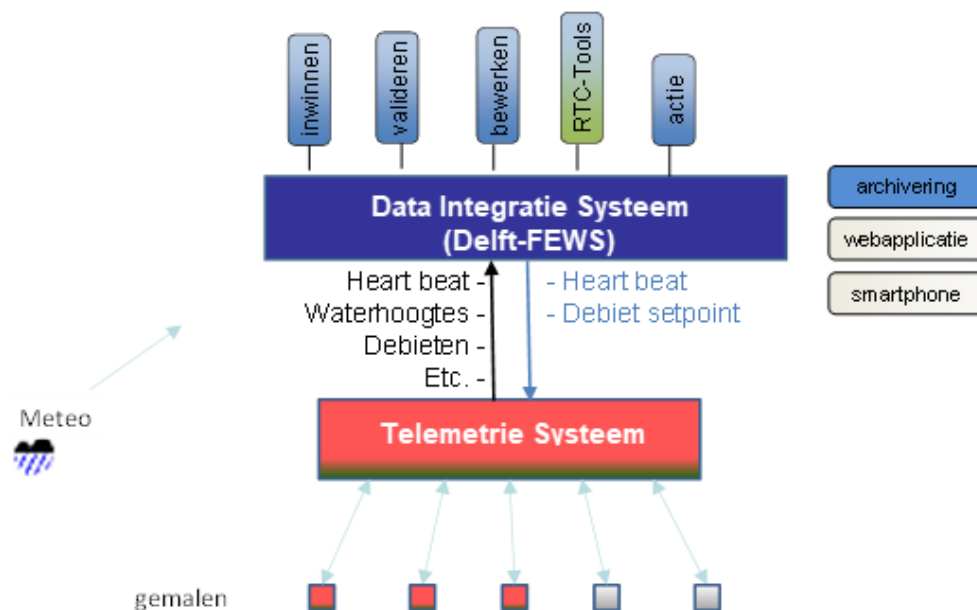 inwinnen
valideren
bewerken
RTC-Tools
actie
Data Integratie Systeem
(Delft-FEWS)
archivering
webapplicatie
smartphone
Heart beat -
Waterhoogtes -
Debieten -
Etc. -
- Heart beat
- Debiet setpoint
Meteo
Telemetrie Systeem
gemalen